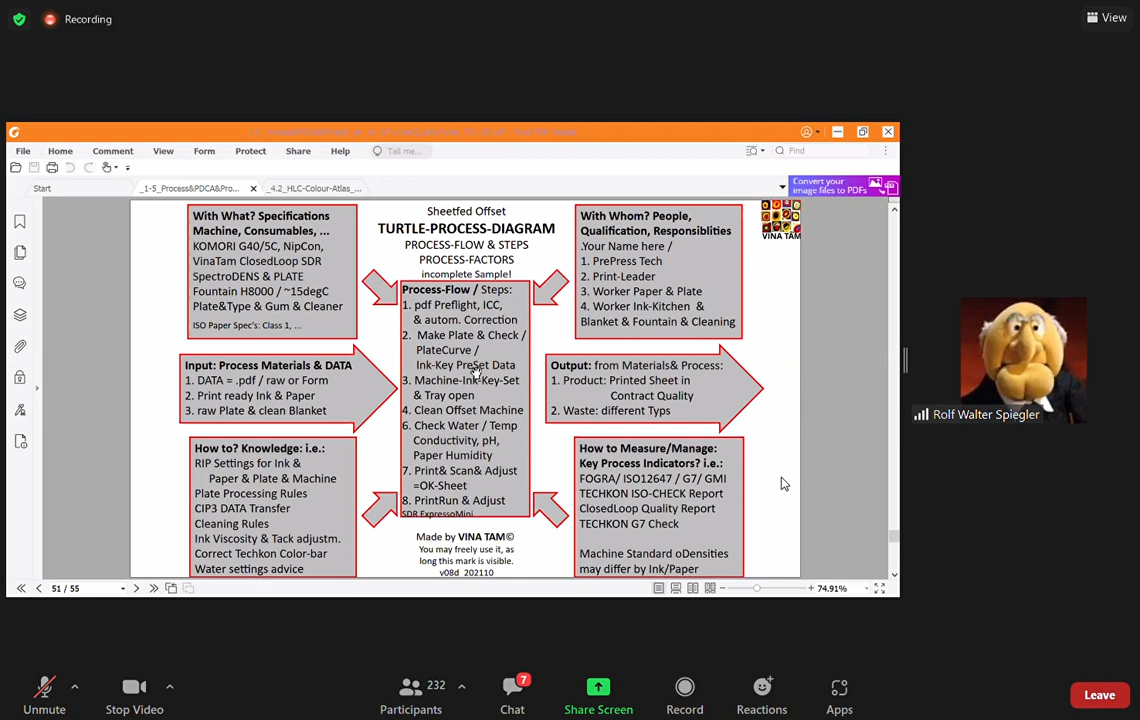 Recording
View
File Home Comment View Form Protect Share Help Tell me... Find
Start
_1-5_Process&PDCA&Pro...
_4.2_HLC-Colour-Atlas_...
Convert your
image files to PDFs
With What? Specifications
Machine, Consumables, ...
KOMORI G40/5C, NipCon,
VinaTam ClosedLoop SDR
SpectroDENS & PLATE
Fountain H8000 / ~15degC
Plate&Type & Gum & Cleaner
ISO Paper Spec's: Class 1, ...
Sheetfed Offset
TURTLE-PROCESS-DIAGRAM
PROCESS-FLOW & STEPS
PROCESS-FACTORS
incomplete Sample!
With Whom? People,
Qualification, Responsiblities
.Your Name here /
1. PrePress Tech
2. Print-Leader
3. Worker Paper & Plate
4. Worker Ink-Kitchen &
Blanket & Fountain & Cleaning
VINA TAM
Process-Flow / Steps:
1. pdf Preflight, ICC,
& autom. Correction
2. Make Plate & Check /
PlateCurve /
Ink-Key PreSet Data
3. Machine-Ink-Key-Set
& Tray open
4. Clean Offset Machine
6. Check Water / Temp
Conductivity, pH,
Paper Humidity
7. Print& Scan& Adjust
=OK-Sheet
8. PrintRun & Adjust
SDR ExpressoMini
Input: Process Materials & DATA
1. DATA = .pdf / raw or Form
2. Print ready Ink & Paper
3. raw Plate & clean Blanket
Output: from Materials& Process:
1. Product: Printed Sheet in
Contract Quality
2. Waste: different Typs
How to? Knowledge: i.e.:
RIP Settings for Ink &
Paper & Plate & Machine
Plate Processing Rules
CIP3 DATA Transfer
Cleaning Rules
Ink Viscosity & Tack adjustm.
Correct Techkon Color-bar
Water settings advice
How to Measure/Manage:
Key Process Indicators? i.e.:
FOGRA/ ISO12647 / G7/ GMI
TECHKON ISO-CHECK Report
ClosedLoop Quality Report
TECHKON G7 Check
Machine Standard oDensities
may differ by Ink/Paper
Made by VINA TAM©
You may freely use it, as
long this mark is visible.
v08d_202110
51 / 55
74.91%
Rolf Walter Spiegler
Unmute
Stop Video
232
Participants
7
Chat
Share Screen
Record
Reactions
Apps
Leave